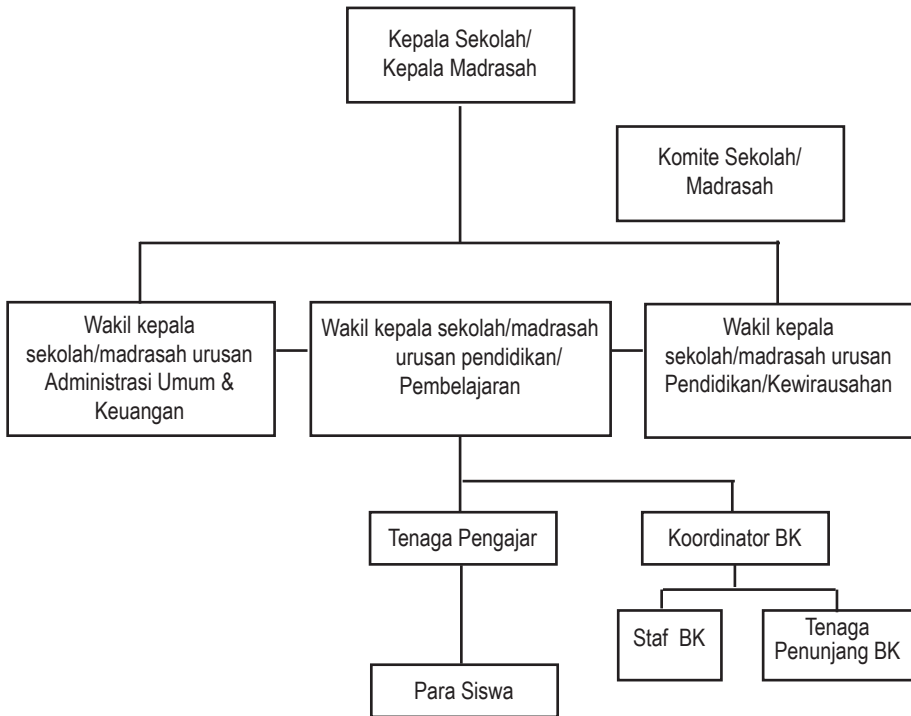 Kepala Sekolah/
Kepala Madrasah
Komite Sekolah/
Madrasah
Wakil kepala
sekolah/madrasah urusan
Administrasi Umum &
Keuangan
Wakil kepala sekolah/madrasah
urusan pendidikan/
Pembelajaran
Wakil kepala
sekolah/madrasah urusan
Pendidikan/Kewirausahan
Tenaga Pengajar
Koordinator BK
Staf BK
Tenaga
Penunjang BK
Para Siswa